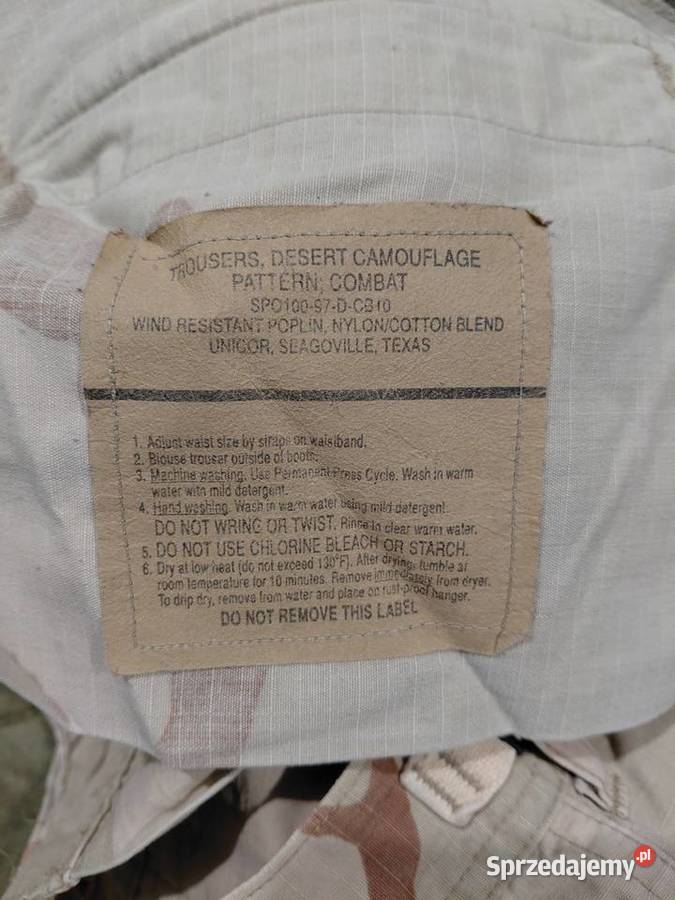 TROUSERS, DESERT CAMOUFLAGE
PATTERN; COMBAT
SPO100-97-D-CB10
WIND RESISTANT POPLIN, NYLON/COTTON BLEND
UNICOR, SEAGOVILLE, TEXAS
1. Adjust waist size by straps on waistband.
2. Blouse trouser outside of boots.
3. Machine washing. Use Permanent Press Cycle. Wash in warm
water with mild detergent.
4. Hand washing. Wash in warm water using mild detergent.
DO NOT WRING OR TWIST. Rinse in clear warm water.
5. DO NOT USE CHLORINE BLEACH OR STARCH.
6. Dry at low heat (do not exceed 130°F). After drying, tumble at
room temperature for 10 minutes. Remove immediately from dryer.
To drip dry, remove from water and place on rust-proof hanger.
DO NOT REMOVE THIS LABEL
Sprzedajemy.pl